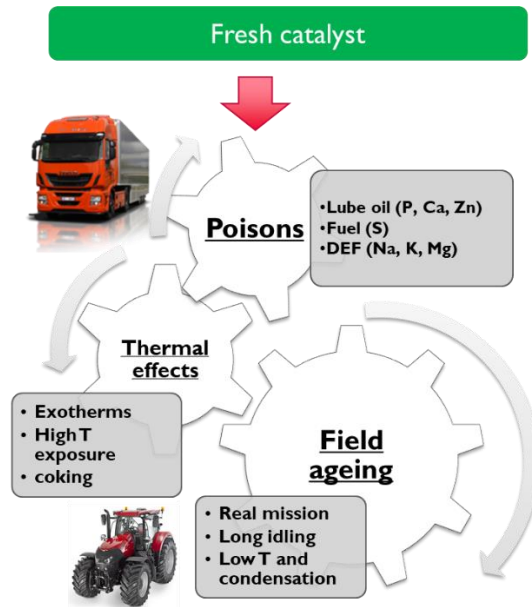 Fresh catalyst
Poisons
•Lube oil (P, Ca, Zn)
•Fuel (S)
•DEF (Na, K, Mg)
Thermal
effects
• Exotherms
• High T
exposure
• coking
Field
ageing
• Real mission
• Long idling
• Low T and
condensation